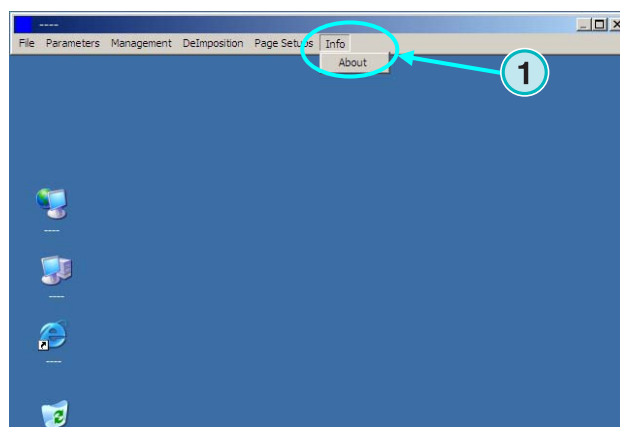 ----
File Parameters Management DeImposition Page Setups Info
About
1
----
----
----